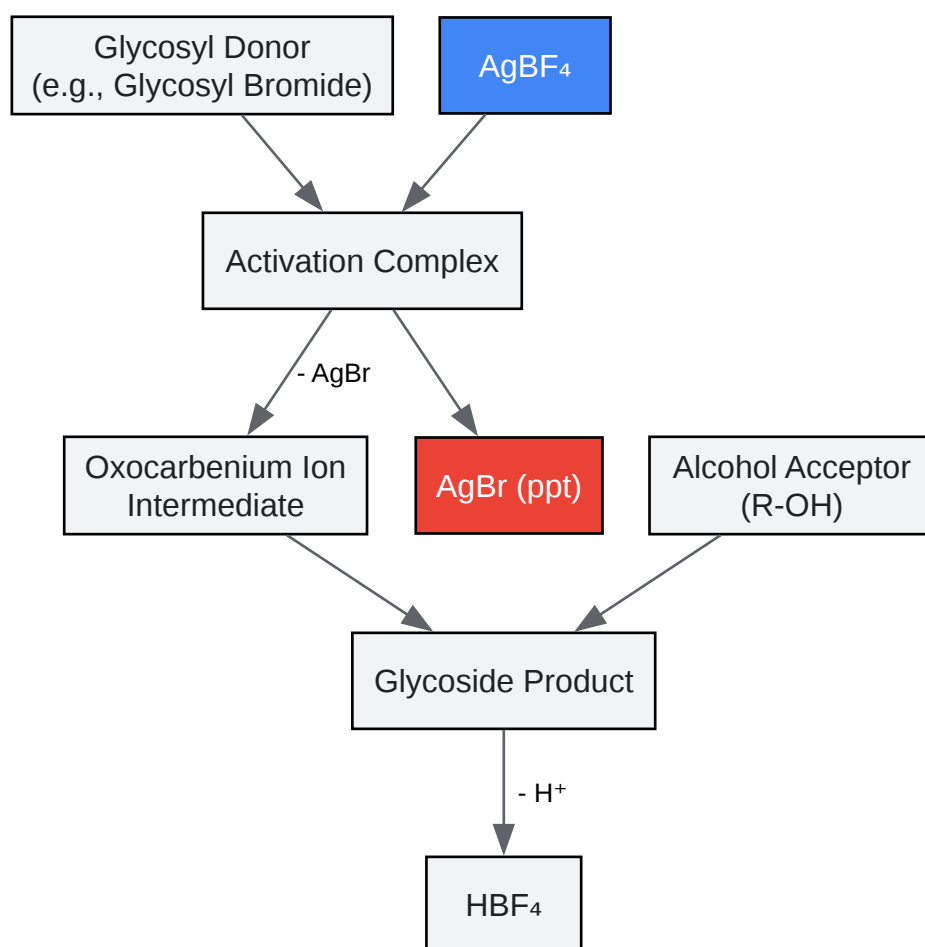 Glycosyl Donor
(e.g., Glycosyl Bromide)
AgBF₄
Activation Complex
- AgBr
Oxocarbenium Ion
Intermediate
AgBr (ppt)
Alcohol Acceptor
(R-OH)
Glycoside Product
- H⁺
HBF₄